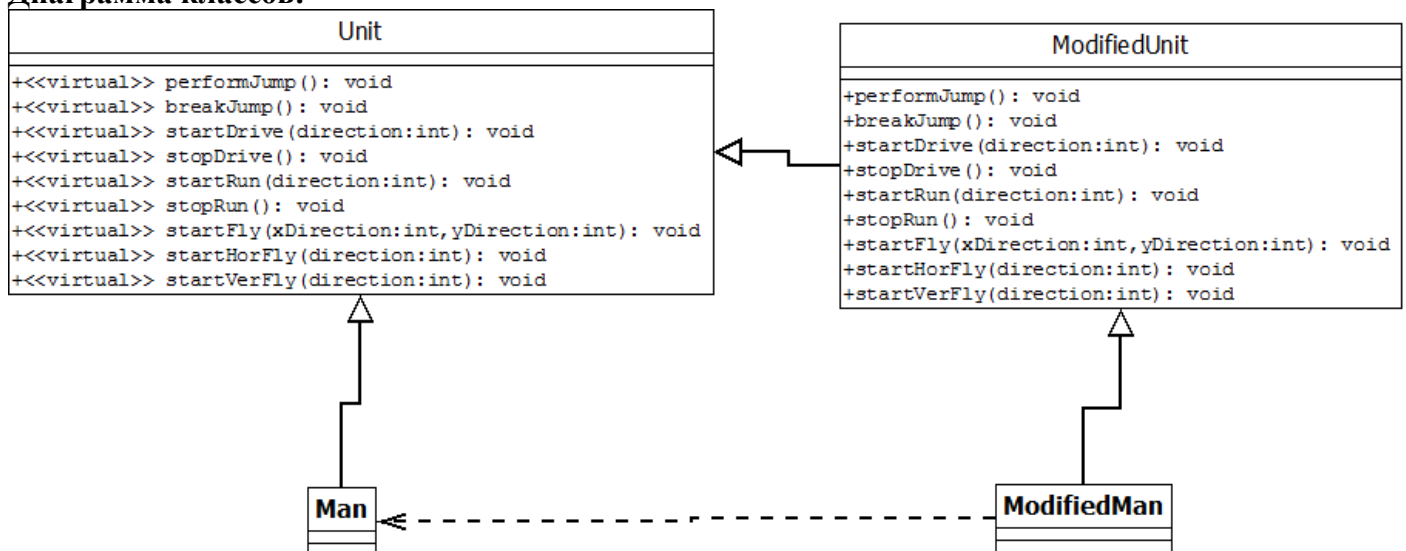 Диаграмма классов:
Unit
+<<virtual>> performJump(): void
+<<virtual>> breakJump(): void
+<<virtual>> startDrive(direction:int): void
+<<virtual>> stopDrive(): void
+<<virtual>> startRun(direction:int): void
+<<virtual>> stopRun(): void
+<<virtual>> startFly(xDirection:int,yDirection:int): void
+<<virtual>> startHorFly(direction:int): void
+<<virtual>> startVerFly(direction:int): void
ModifiedUnit
+performJump(): void
+breakJump(): void
+startDrive(direction:int): void
+stopDrive(): void
+startRun(direction:int): void
+stopRun(): void
+startFly(xDirection:int,yDirection:int): void
+startHorFly(direction:int): void
+startVerFly(direction:int): void
Man
ModifiedMan